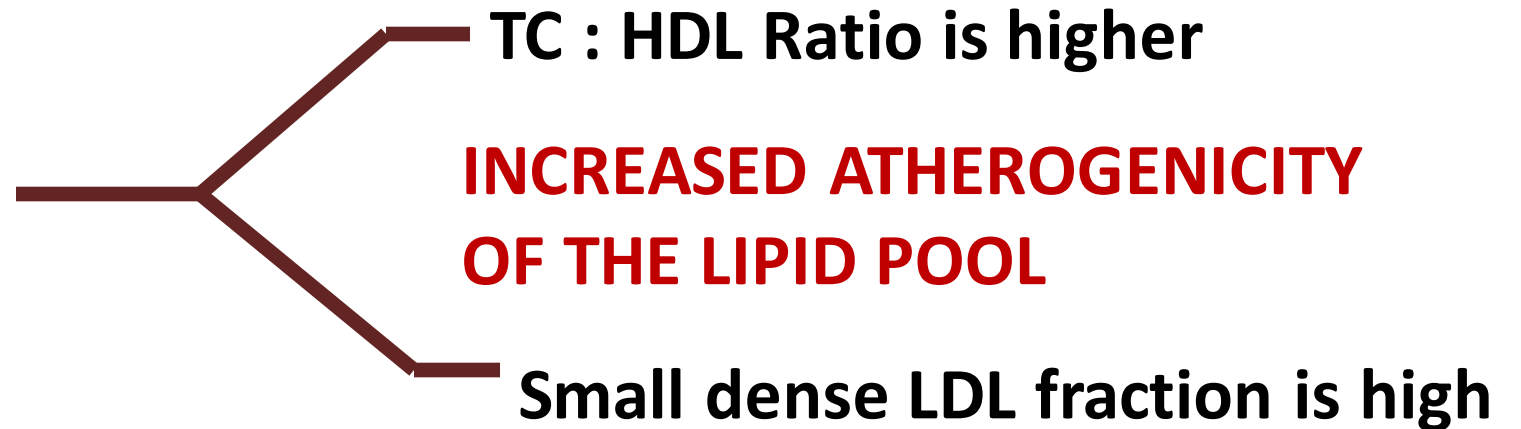 TC : HDL Ratio is higher
INCREASED ATHEROGENICITY
OF THE LIPID POOL
Small dense LDL fraction is high